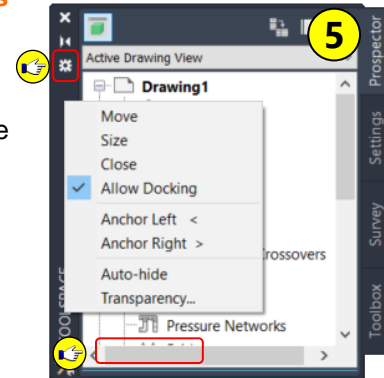 s
5
Active Drawing View
Drawing1
e
Move
Size
Close
Allow Docking
Anchor Left <
Anchor Right >
Crossovers
Auto-hide
Transparency...
Pressure Networks
Prospector
Settings
Survey
Toolbox